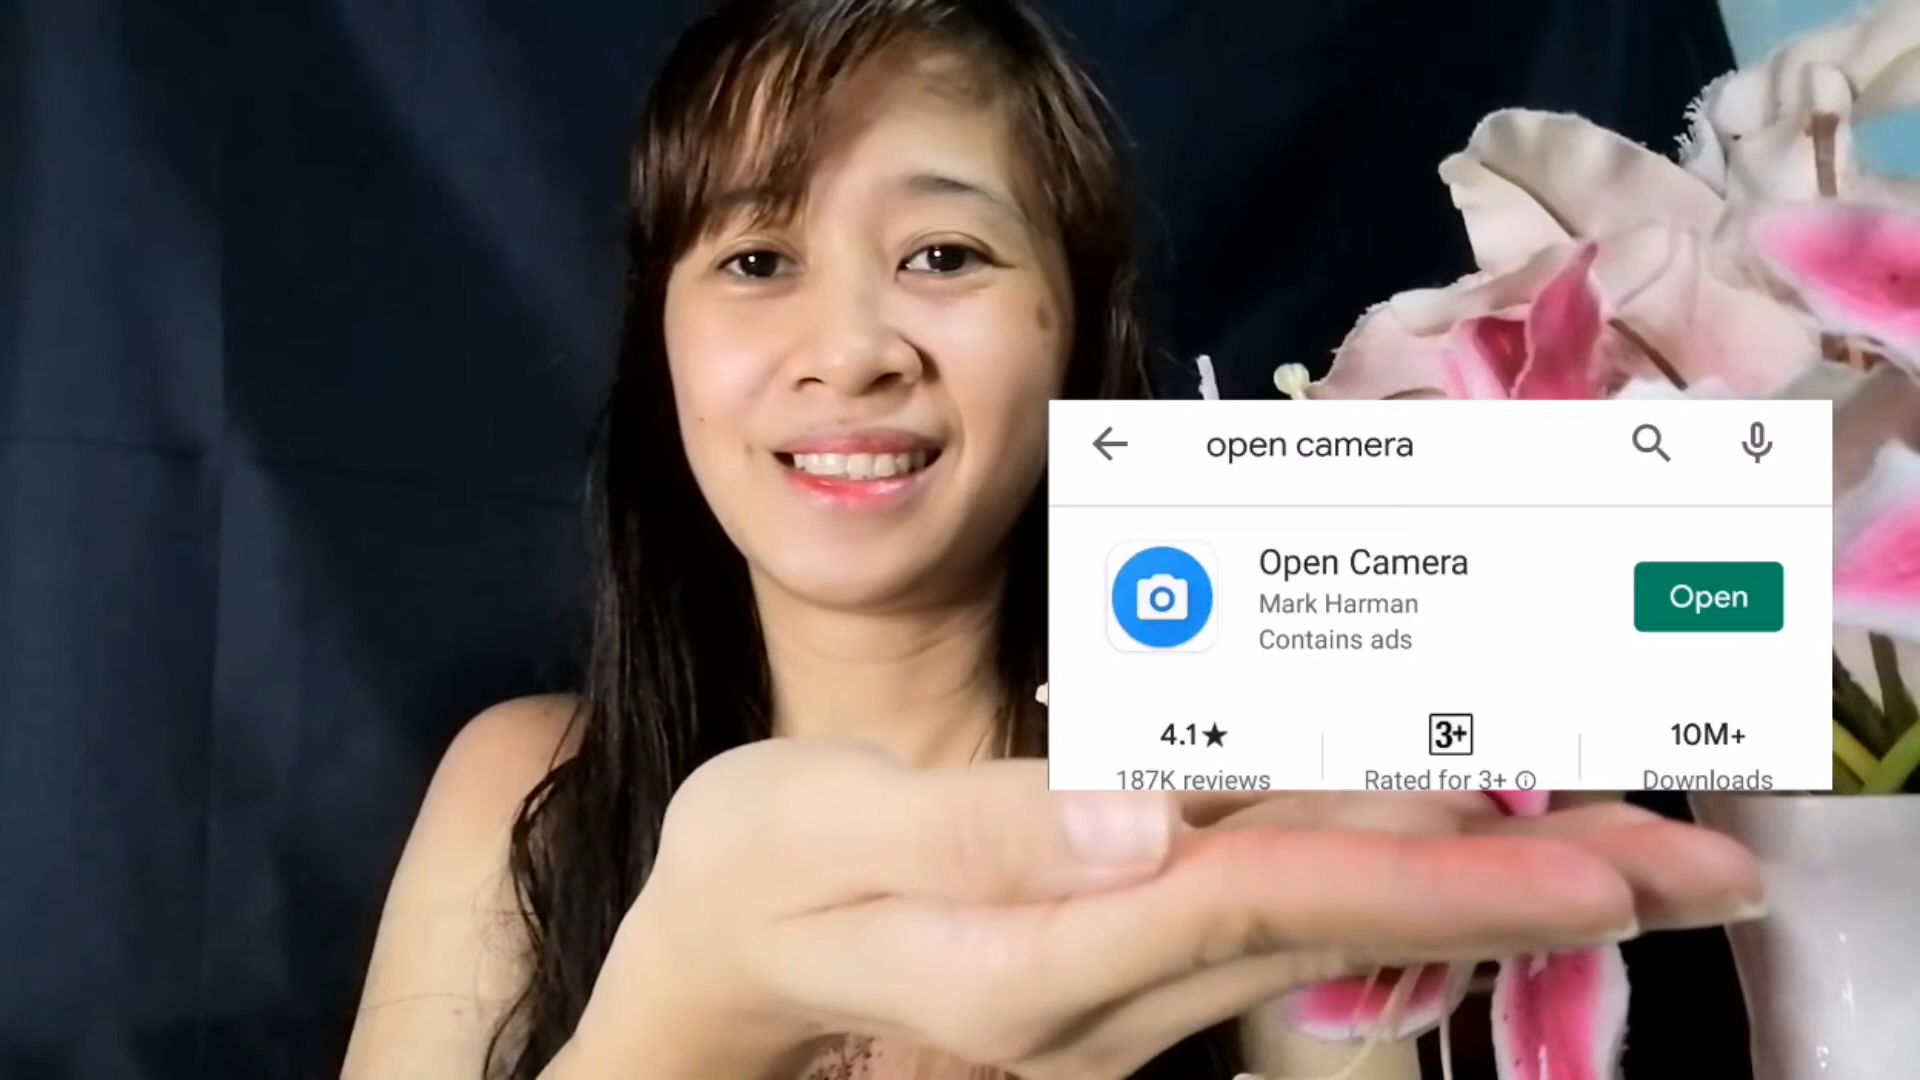 open camera
Open Camera
Mark Harman
Contains ads
Open
4.1★
3+
10M+
187K reviews
Rated for 3+
Downloads